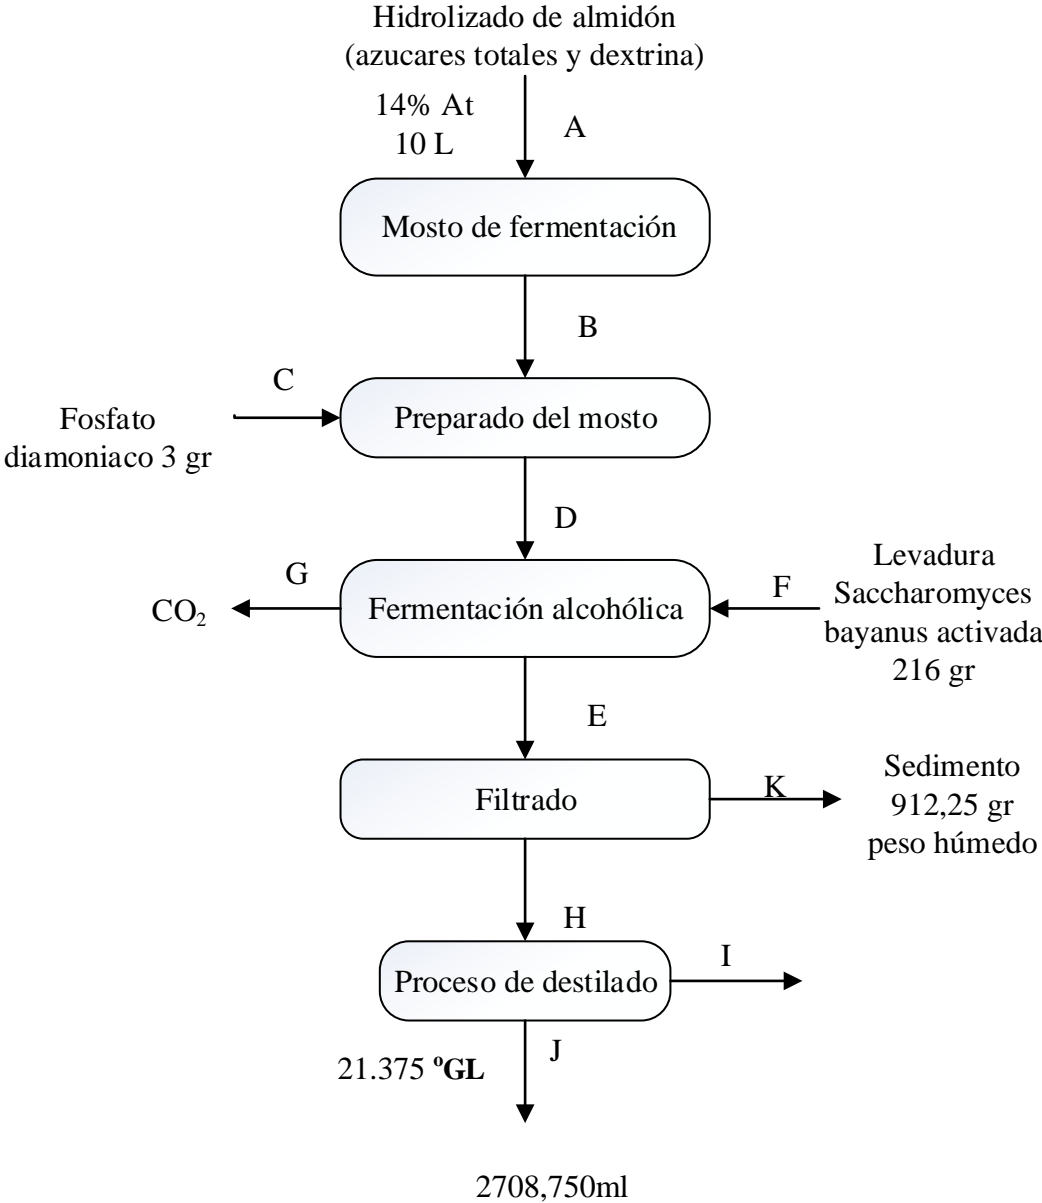 Hidrolizado de almidón
(azucares totales y dextrina)
14% At
10 L
A
Mosto de fermentación
B
C
Fosfato
diamoniaco 3 gr
Preparado del mosto
D
G
CO₂
Fermentación alcohólica
F
Levadura
Saccharomyces
bayanus activada
216 gr
E
Filtrado
K
Sedimento
912,25 gr
peso húmedo
H
Proceso de destilado
I
J
21.375 ºGL
2708,750ml